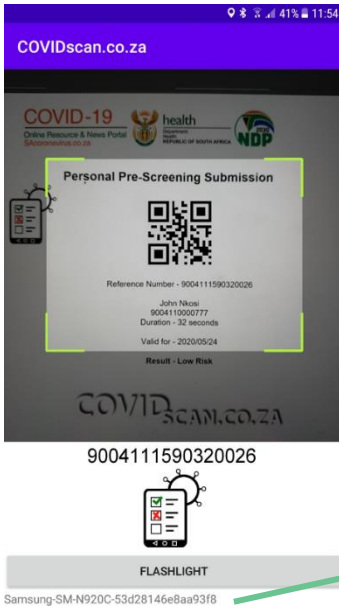 41% 11:54
COVIDscan.co.za
COVID-19
Online Resource & News Portal
SAcoronavirus.co.za
health
Department:
Health
REPUBLIC OF SOUTH AFRICA
2030
NDP
Personal Pre-Screening Submission
Reference Number - 9004111590320026
John Nkosi
9004110000777
Duration - 32 seconds
Valid for - 2020/05/24
Result - Low Risk
COVIDSCAN.CO.ZA
9004111590320026
FLASHLIGHT
Samsung-SM-N920C-53d28146e8aa93f8